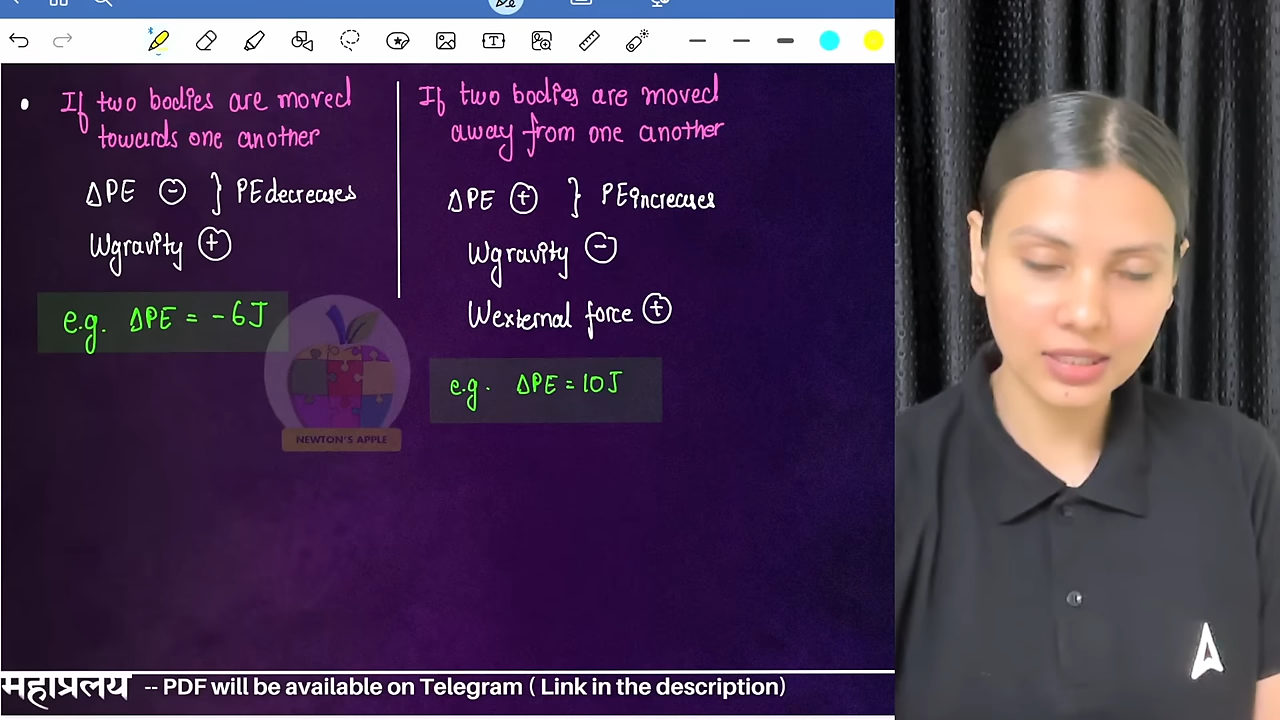 • If two bodies are moved
towards one another
ΔPE ⊖ } PE decreases
Wgravity ⊕
e.g. ΔPE = -6J
If two bodies are moved
away from one another
ΔPE ⊕ } PE increases
Wgravity ⊖
Wexternal force ⊕
e.g. ΔPE = 10J
NEWTON'S APPLE
महाप्रलय -- PDF will be available on Telegram ( Link in the description)